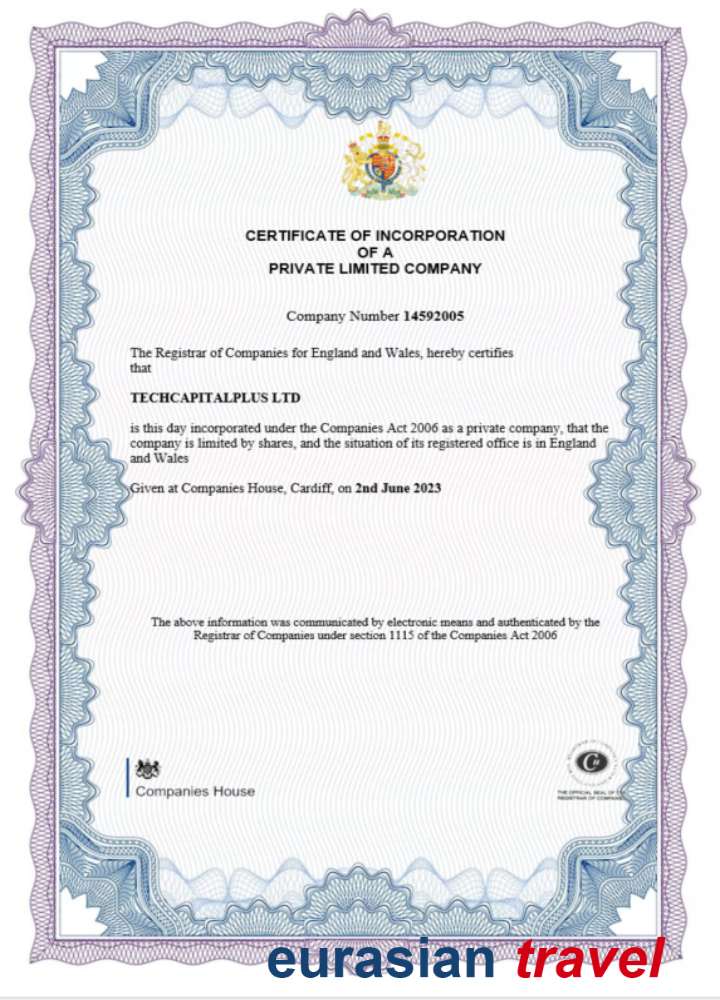 CERTIFICATE OF INCORPORATION
OF A
PRIVATE LIMITED COMPANY
Company Number 14592005
The Registrar of Companies for England and Wales, hereby certifies
that
TECHCAPITALPLUS LTD
is this day incorporated under the Companies Act 2006 as a private company, that the
company is limited by shares, and the situation of its registered office is in England
and Wales
Given at Companies House, Cardiff, on 2nd June 2023
The above information was communicated by electronic means and authenticated by the
Registrar of Companies under section 1115 of the Companies Act 2006
Companies House
THE OFFICIAL SEAL OF
REGISTRAR OF
eurasian travel